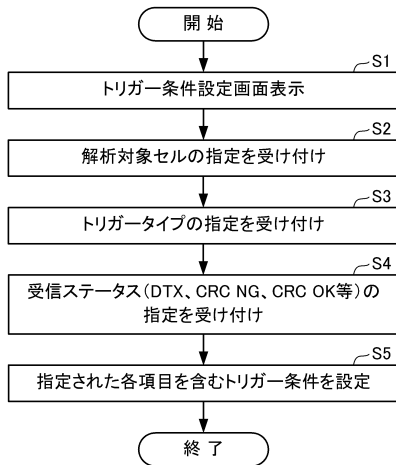 開 始
S1
トリガー条件設定画面表示
S2
解析対象セルの指定を受け付け
S3
トリガータイプの指定を受け付け
S4
受信ステータス(DTX、CRC NG、CRC OK等)の
指定を受け付け
S5
指定された各項目を含むトリガー条件を設定
終 了